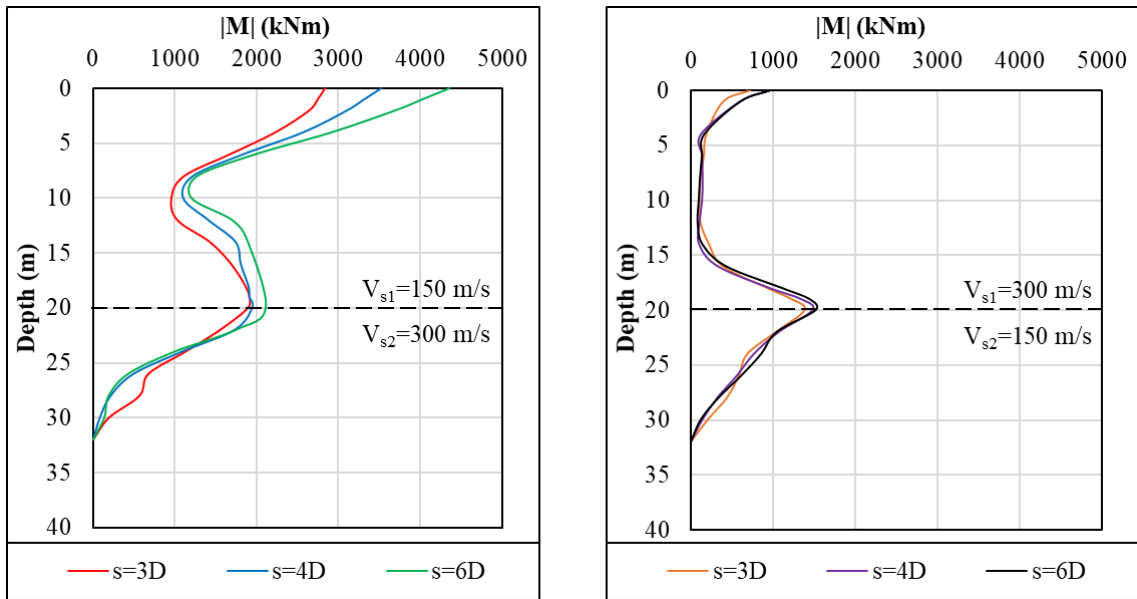 |M| (kNm)
0 1000 2000 3000 4000 5000
0
5
10
15
20
25
30
35
40
Depth (m)
Vs1=150 m/s
Vs2=300 m/s
s=3D s=4D s=6D
|M| (kNm)
0 1000 2000 3000 4000 5000
0
5
10
15
20
25
30
35
40
Depth (m)
Vs1=300 m/s
Vs2=150 m/s
s=3D s=4D s=6D